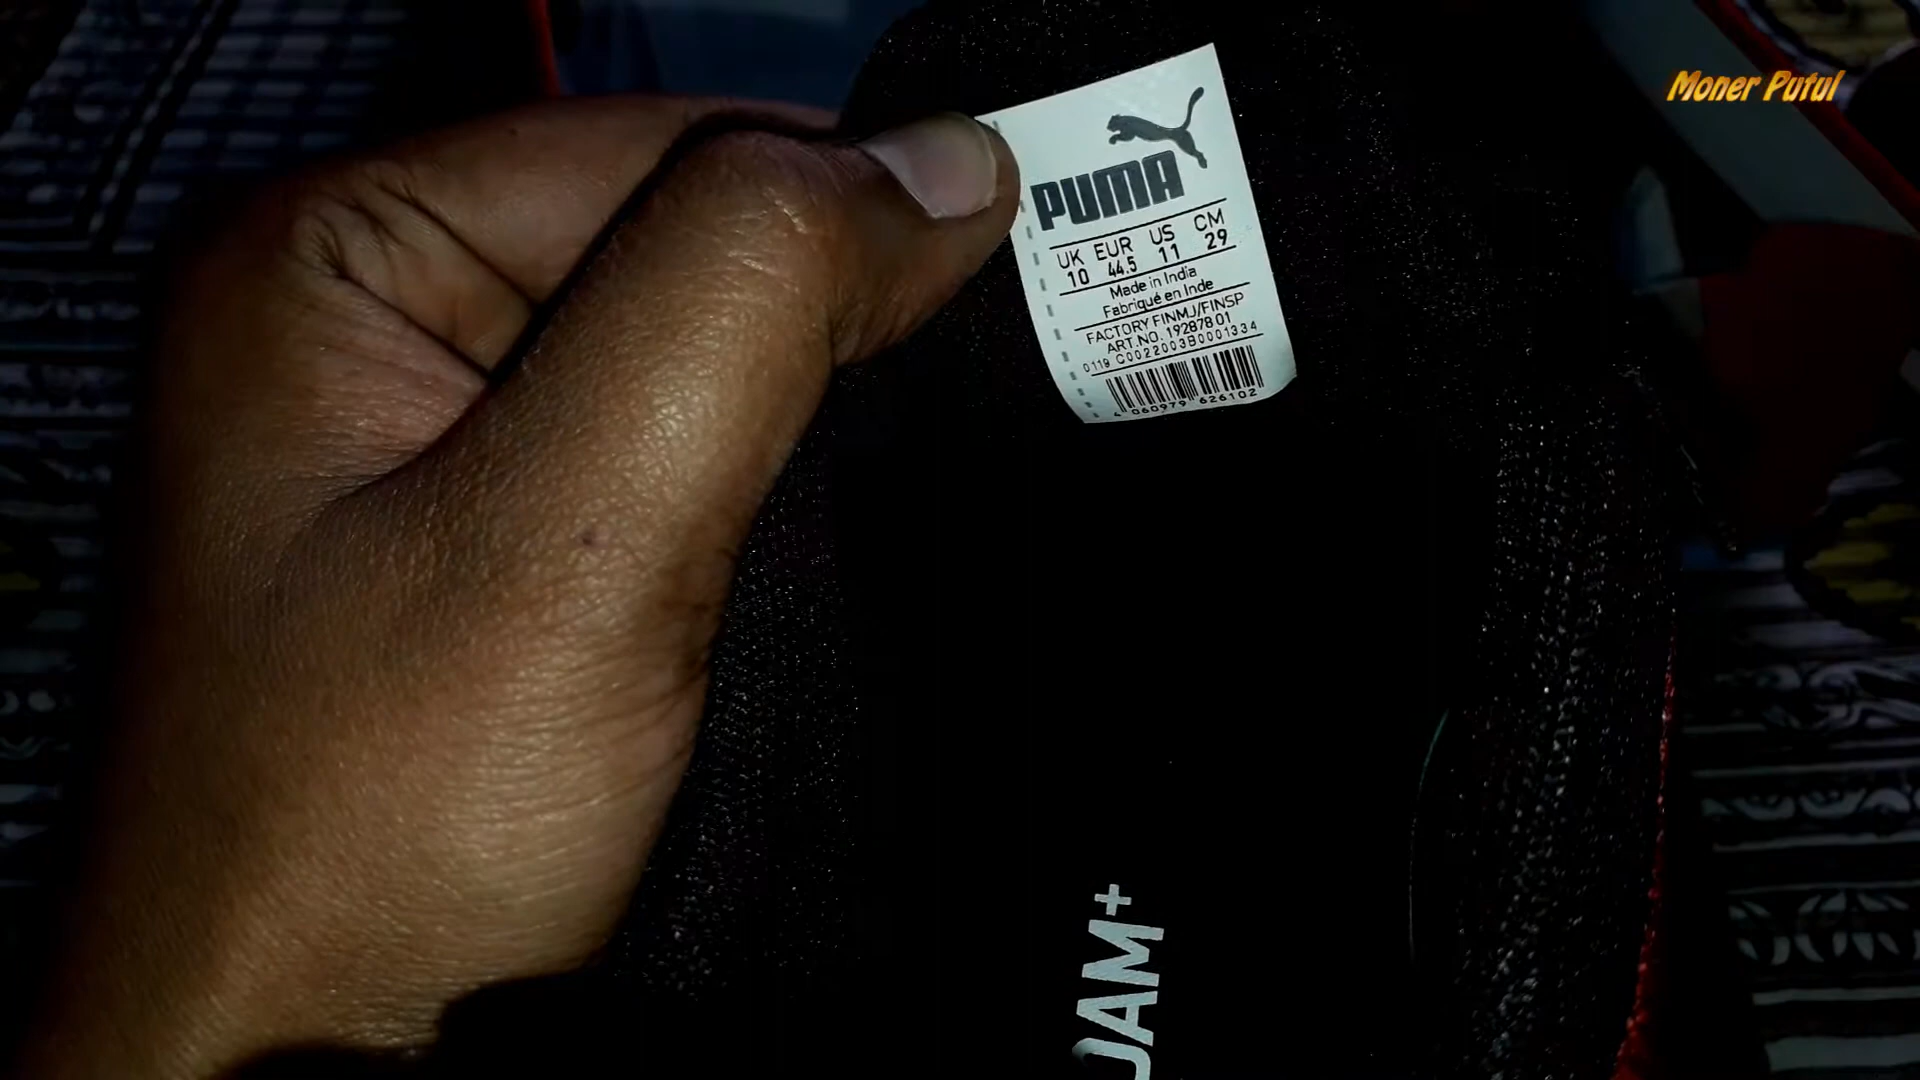 Moner Putul
PUMA
UK EUR US CM
10 44.5 11 29
Made in India
Fabriqué en Inde
FACTORY FINMJ/FINSP
ART.NO. 192878 01
0119 C0022003B0001334
4 060979 626102
OAM+